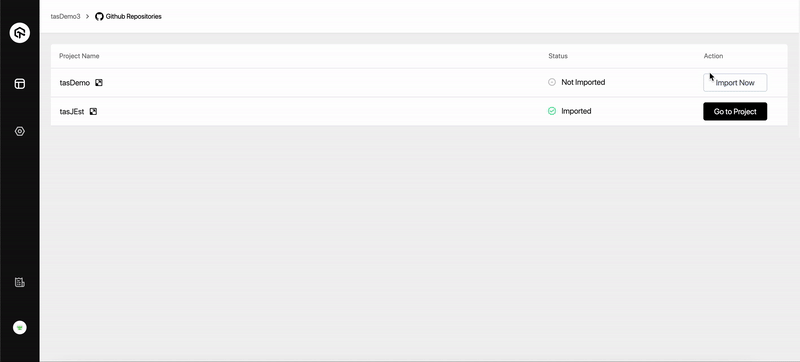 tasDemo3 > Github Repositories
Project Name Status Action
tasDemo Not Imported Import Now
tasJEst Imported Go to Project